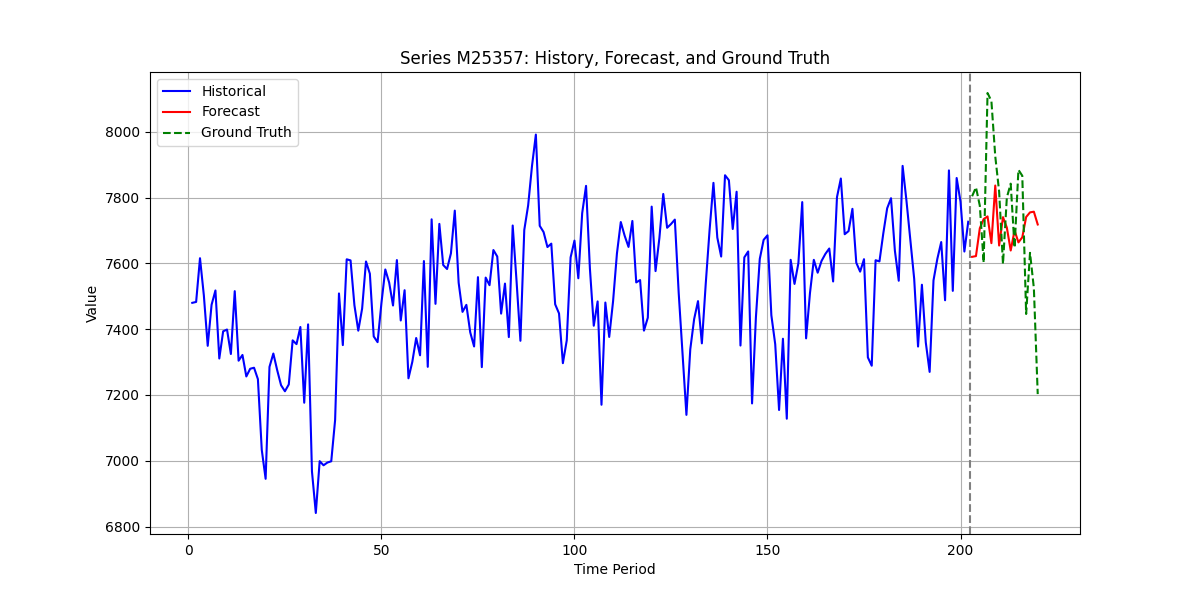 Series M25357: History, Forecast, and Ground Truth
Historical
Forecast
Ground Truth
8000
7800
7600
7400
7200
7000
6800
Value
0 50 100 150 200
Time Period